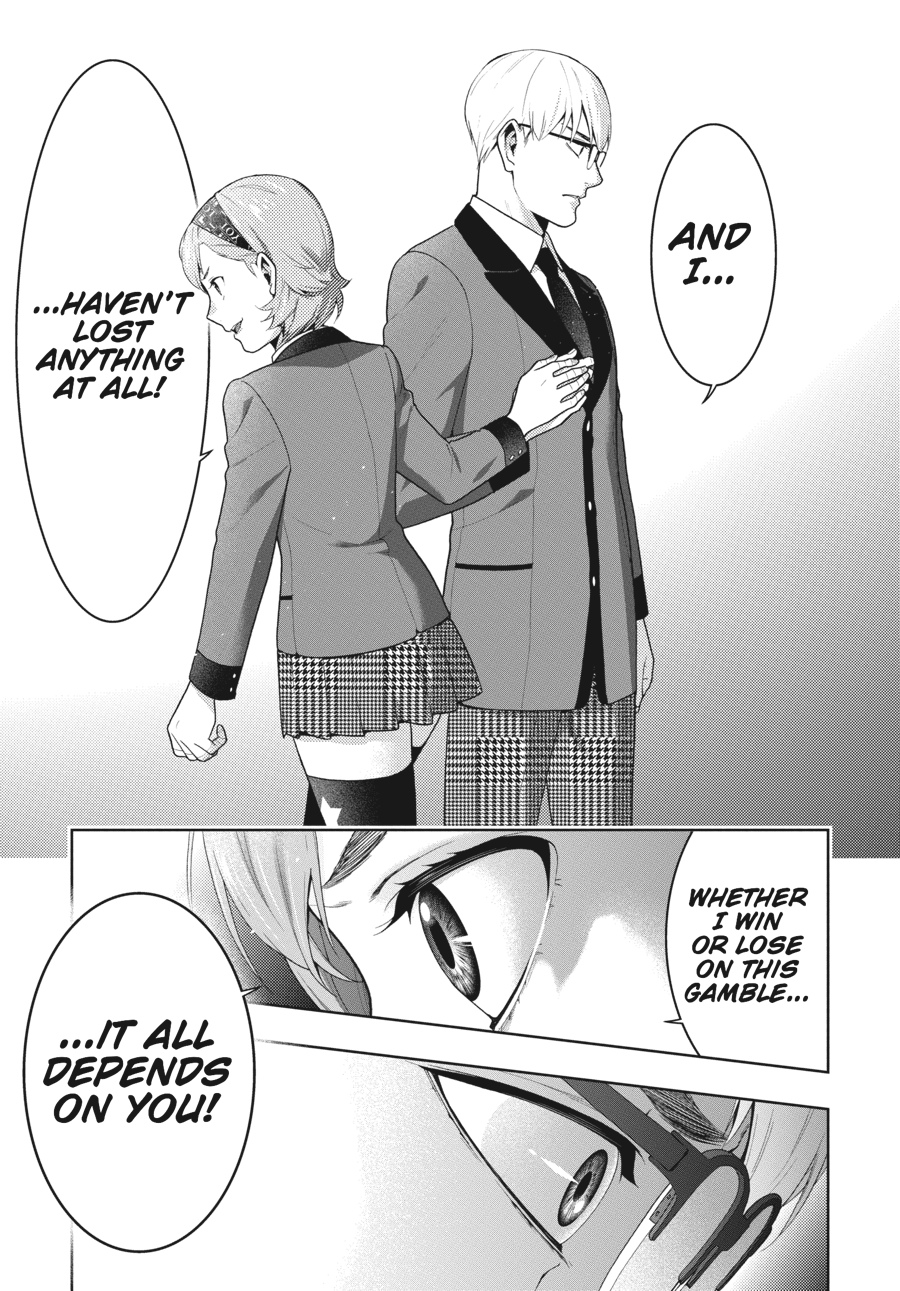 AND
I...
...HAVEN'T
LOST
ANYTHING
AT ALL!
WHETHER
I WIN
OR LOSE
ON THIS
GAMBLE...
...IT ALL
DEPENDS
ON YOU!